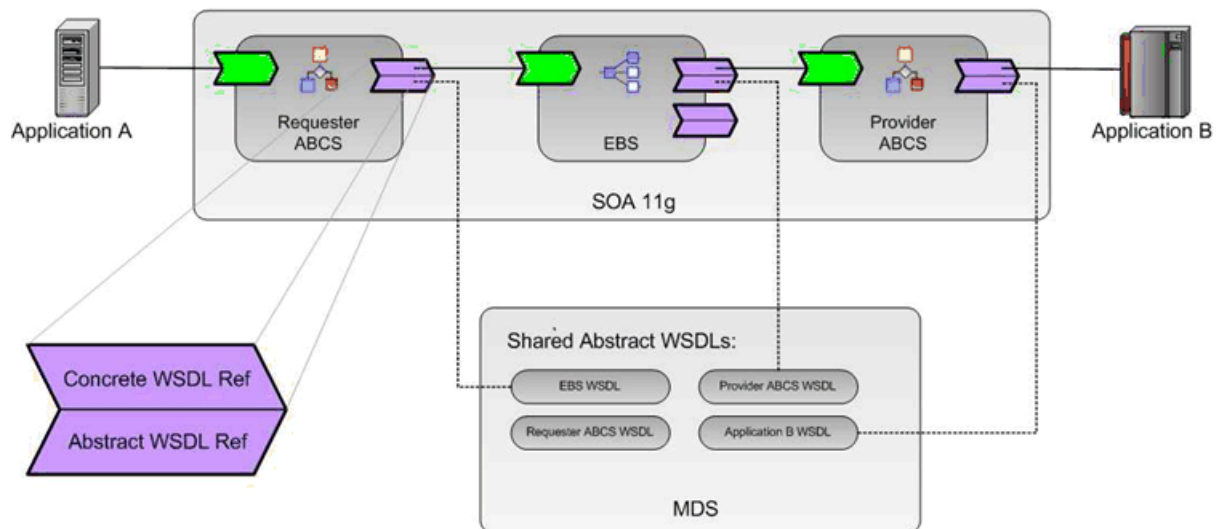 Application A
Requester
ABCS
EBS
Provider
ABCS
Application B
SOA 11g
Concrete WSDL Ref
Abstract WSDL Ref
Shared Abstract WSDLs:
EBS WSDL
Provider ABCS WSDL
Requester ABCS WSDL
Application B WSDL
MDS